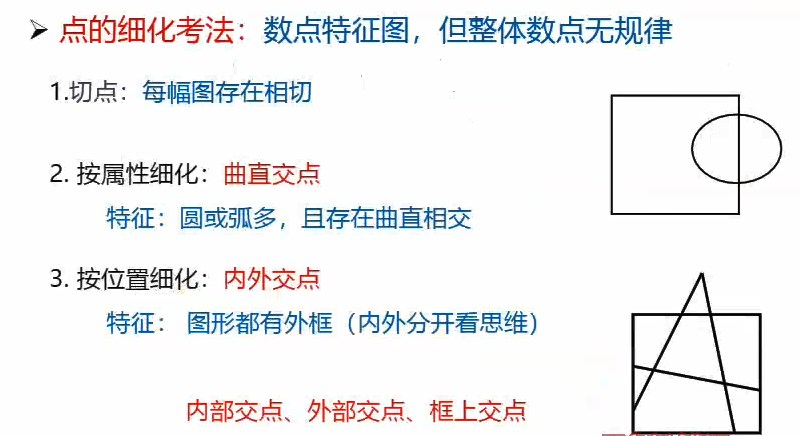 点的细化考法：数点特征图，但整体数点无规律
1.切点：每幅图存在相切
2. 按属性细化：曲直交点
特征：圆或弧多，且存在曲直相交
3. 按位置细化：内外交点
特征： 图形都有外框（内外分开看思维）
内部交点、外部交点、框上交点